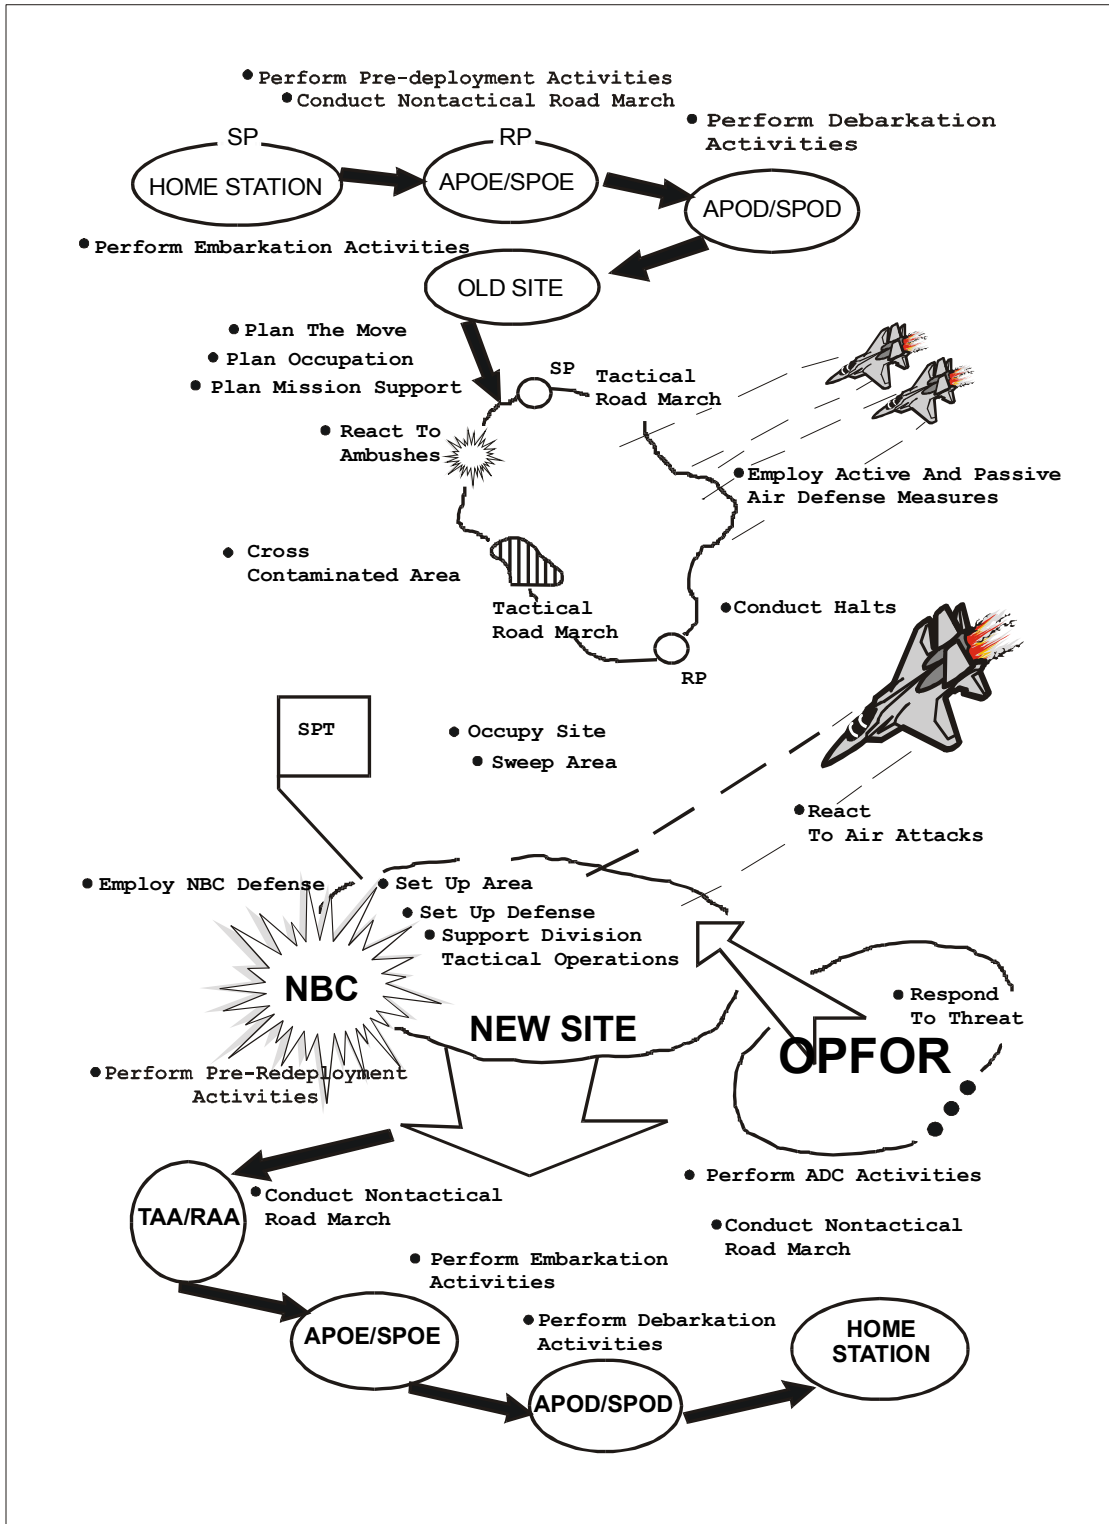 • Perform Pre-deployment Activities
• Conduct Nontactical Road March
• Perform Debarkation
Activities
SP
RP
HOME STATION
APOE/SPOE
APOD/SPOD
• Perform Embarkation Activities
OLD SITE
• Plan The Move
• Plan Occupation
• Plan Mission Support
SP
Tactical
Road March
• React To
Ambushes
• Employ Active And Passive
Air Defense Measures
• Cross
Contaminated Area
Tactical
Road March
• Conduct Halts
RP
SPT
• Occupy Site
• Sweep Area
• React
To Air Attacks
• Employ NBC Defense
• Set Up Area
• Set Up Defense
• Support Division
Tactical Operations
NBC
NEW SITE
• Respond
To Threat
OPFOR
• Perform Pre-Redeployment
Activities
• Perform ADC Activities
TAA/RAA
• Conduct Nontactical
Road March
• Conduct Nontactical
Road March
• Perform Embarkation
Activities
• Perform Debarkation
Activities
APOE/SPOE
HOME
STATION
APOD/SPOD